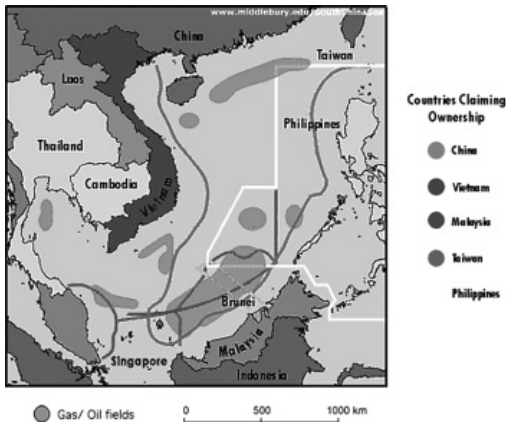 www.middlebury.edu/SouthChinaSea
China
Taiwan
Laos
Philippines
Thailand
Cambodia
Vietnam
Brunei
Malaysia
Singapore
Indonesia
Countries Claiming
Ownership
China
Vietnam
Malaysia
Taiwan
Philippines
Gas/ Oil fields
0 500 1000 km